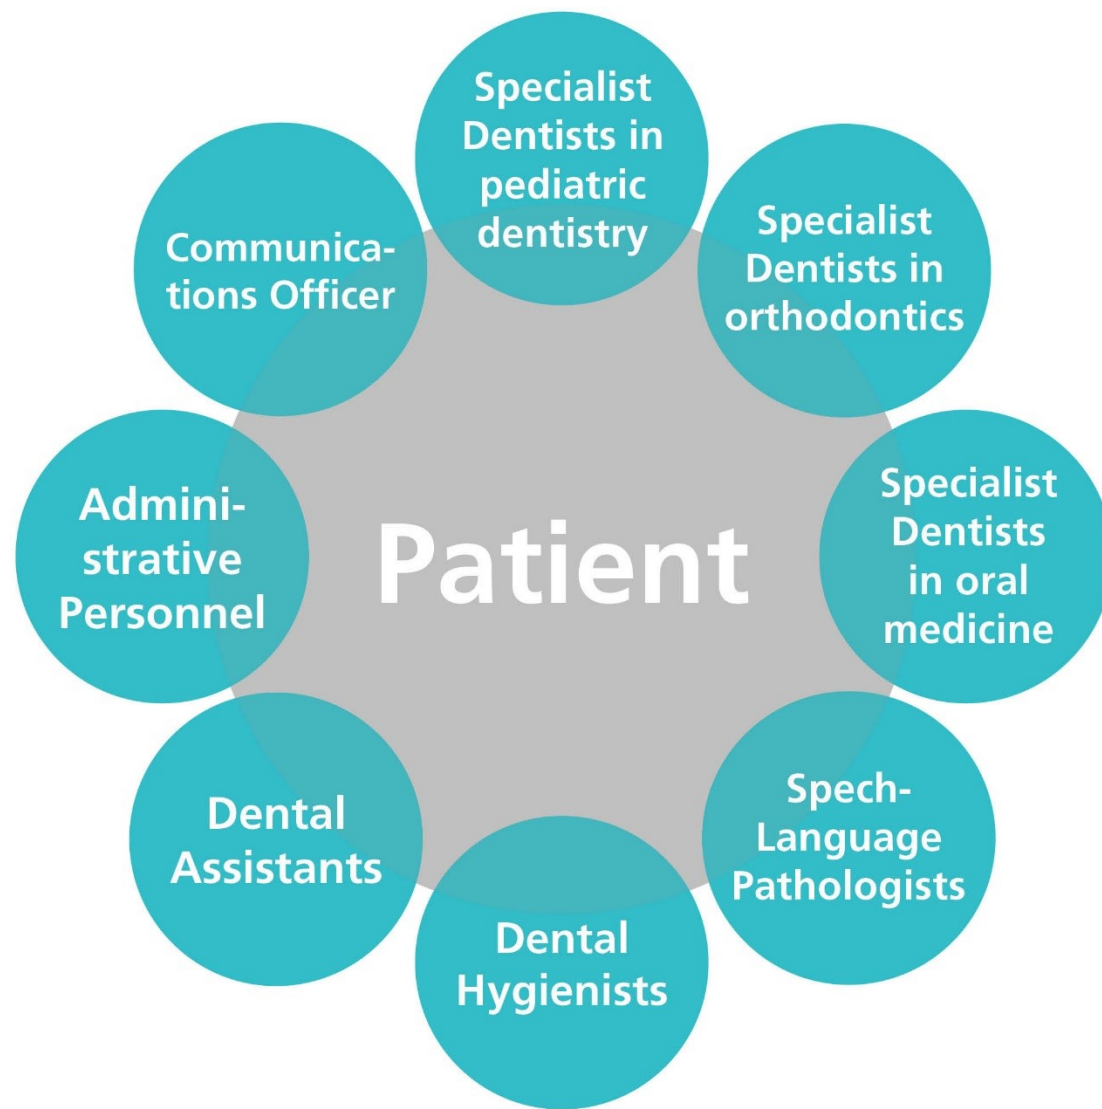 Specialist
Dentists in
pediatric
dentistry
Specialist
Dentists in
orthodontics
Specialist
Dentists
in oral
medicine
Spech-
Language
Pathologists
Dental
Hygienists
Dental
Assistants
Admini-
strative
Personnel
Communica-
tions Officer
Patient